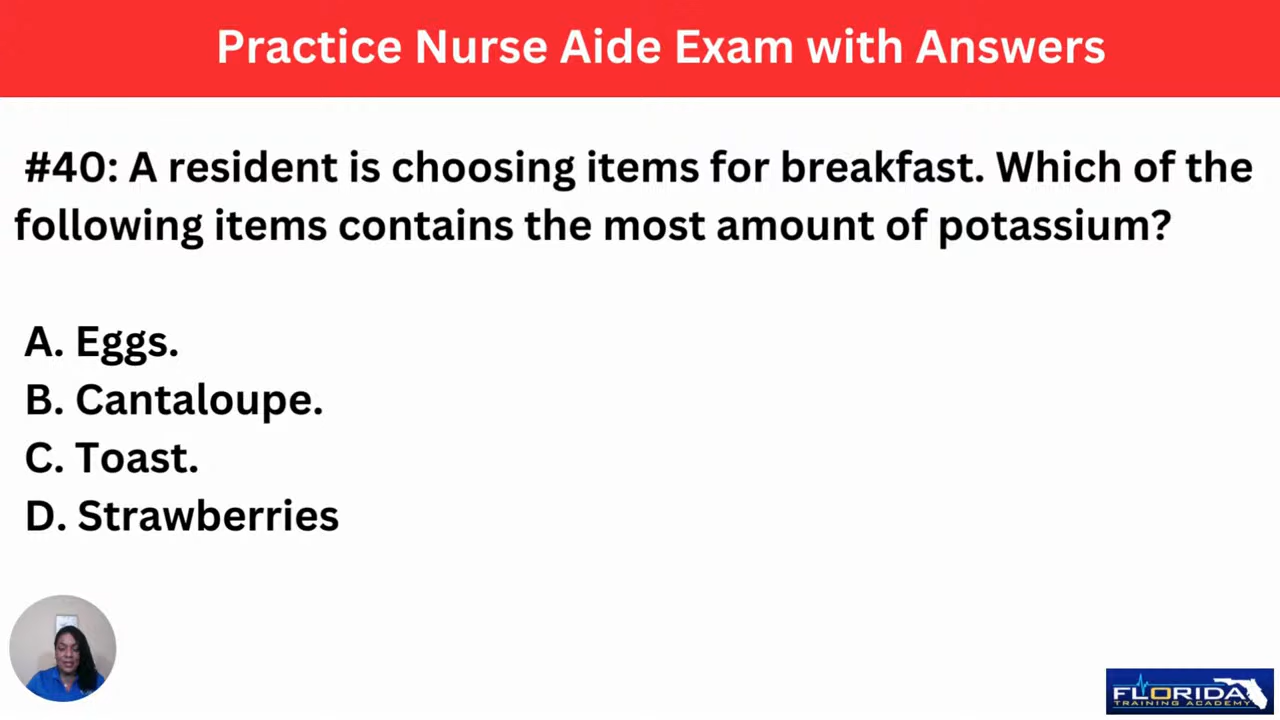 Practice Nurse Aide Exam with Answers
#40: A resident is choosing items for breakfast. Which of the
following items contains the most amount of potassium?
A. Eggs.
B. Cantaloupe.
C. Toast.
D. Strawberries
FLORIDA
TRAINING ACADEMY